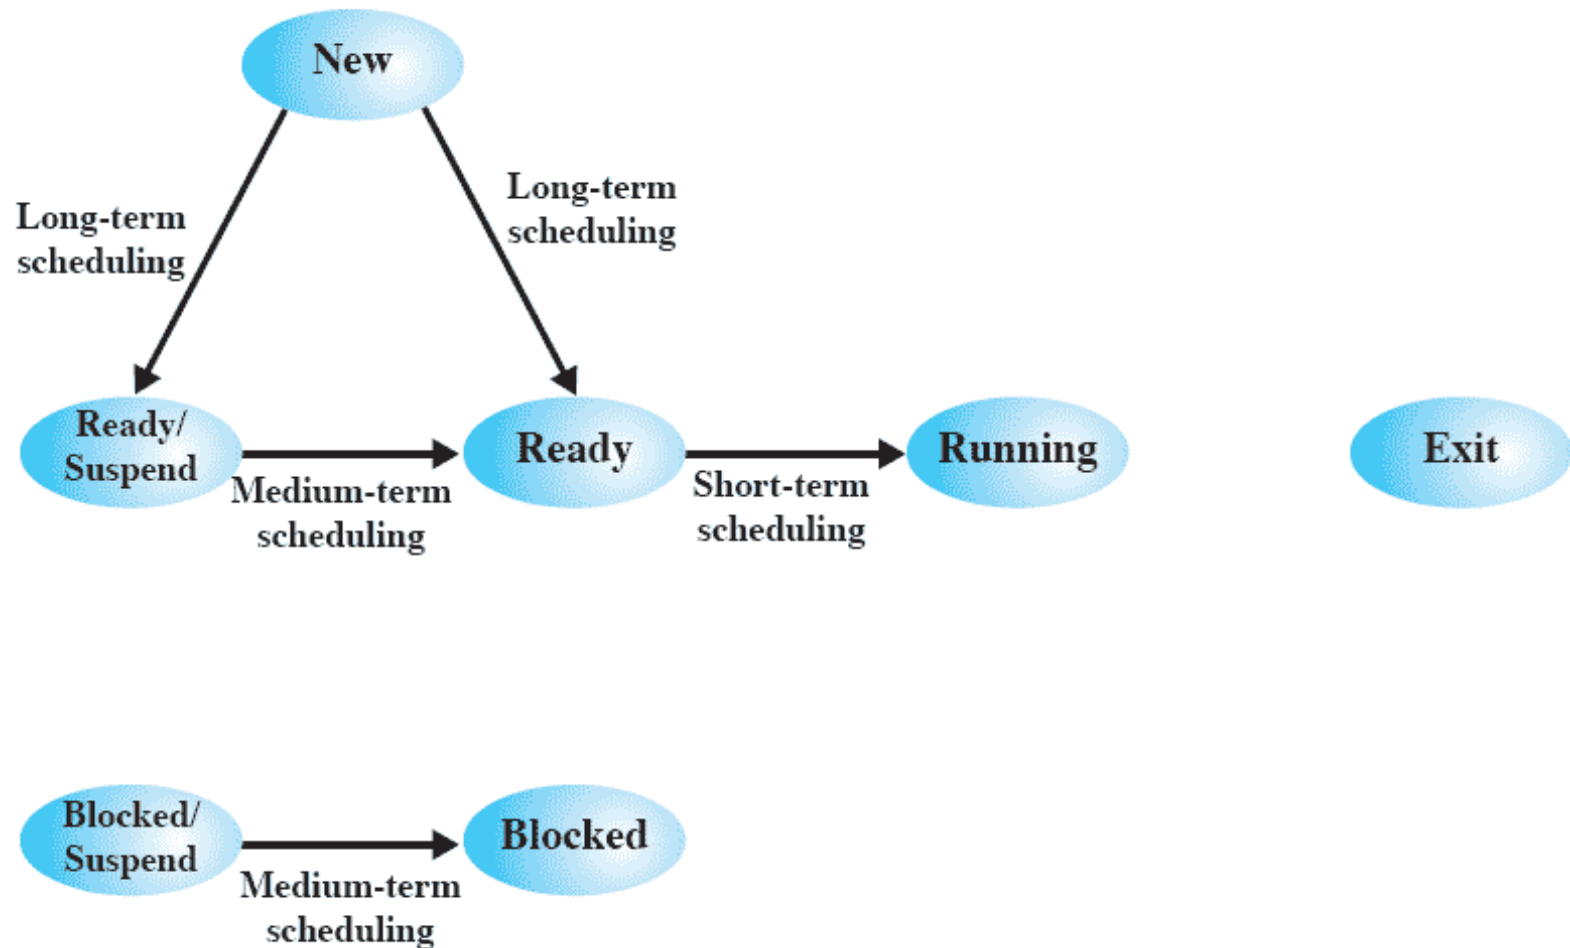 New
Long-term
scheduling
Long-term
scheduling
Ready/
Suspend
Medium-term
scheduling
Ready
Short-term
scheduling
Running
Exit
Blocked/
Suspend
Medium-term
scheduling
Blocked